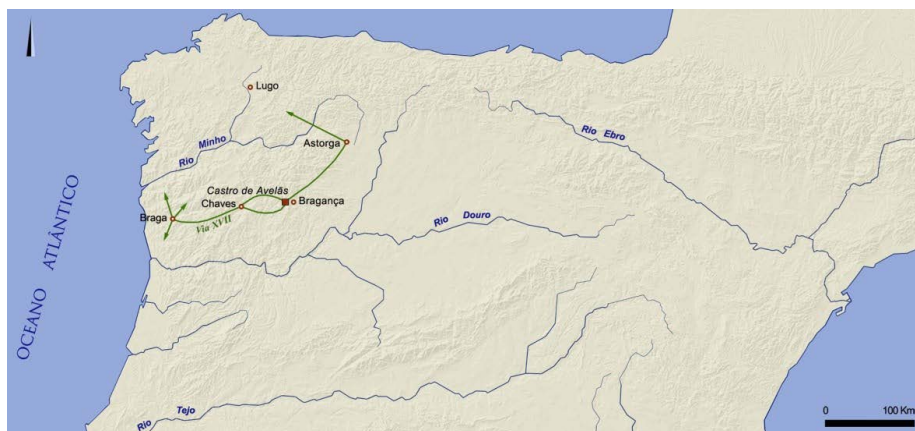 Lugo
Rio Minho
Rio Ebro
Astorga
Castro de Avelãs
Chaves
Bragança
Braga
Via XVII
Rio Douro
OCEANO ATLÂNTICO
Rio Tejo
0 100 Km